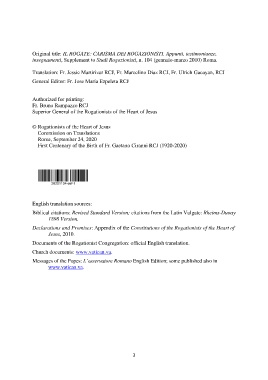 Original title: IL ROGATE: CARISMA DEI ROGAZIONISTI. Appunti, testimonianze,
insegnamenti, Supplement to Studi Rogazionisti, n. 104 (gennaio-marzo 2010) Roma.
Translation: Fr. Jessie Martirizar RCJ, Fr. Marcelino Diaz RCJ, Fr. Ulrich Gacayan, RCJ
General Editor: Fr. Jose Maria Ezpeleta RCJ
Authorized for printing:
Fr. Bruno Rampazzo RCJ
Superior General of the Rogationists of the Heart of Jesus
© Rogationists of the Heart of Jesus
Commission on Translations
Rome, September 24, 2020
First Centenary of the Birth of Fr. Gaetano Ciranni RCJ (1920-2020)
English translation sources:
Biblical citations: Revised Standard Version; citations from the Latin Vulgate: Rheims Douay
1898 Version.
Declarations and Promises: Appendix of the Constitutions of the Rogationists of the Heart of
Jesus, 2010.
Documents of the Rogationist Congregation: official English translation.
Church documents: www.vatican.va.
Messages of the Popes: L'osservatore Romano English Edition; some published also in
www.vatican.va.